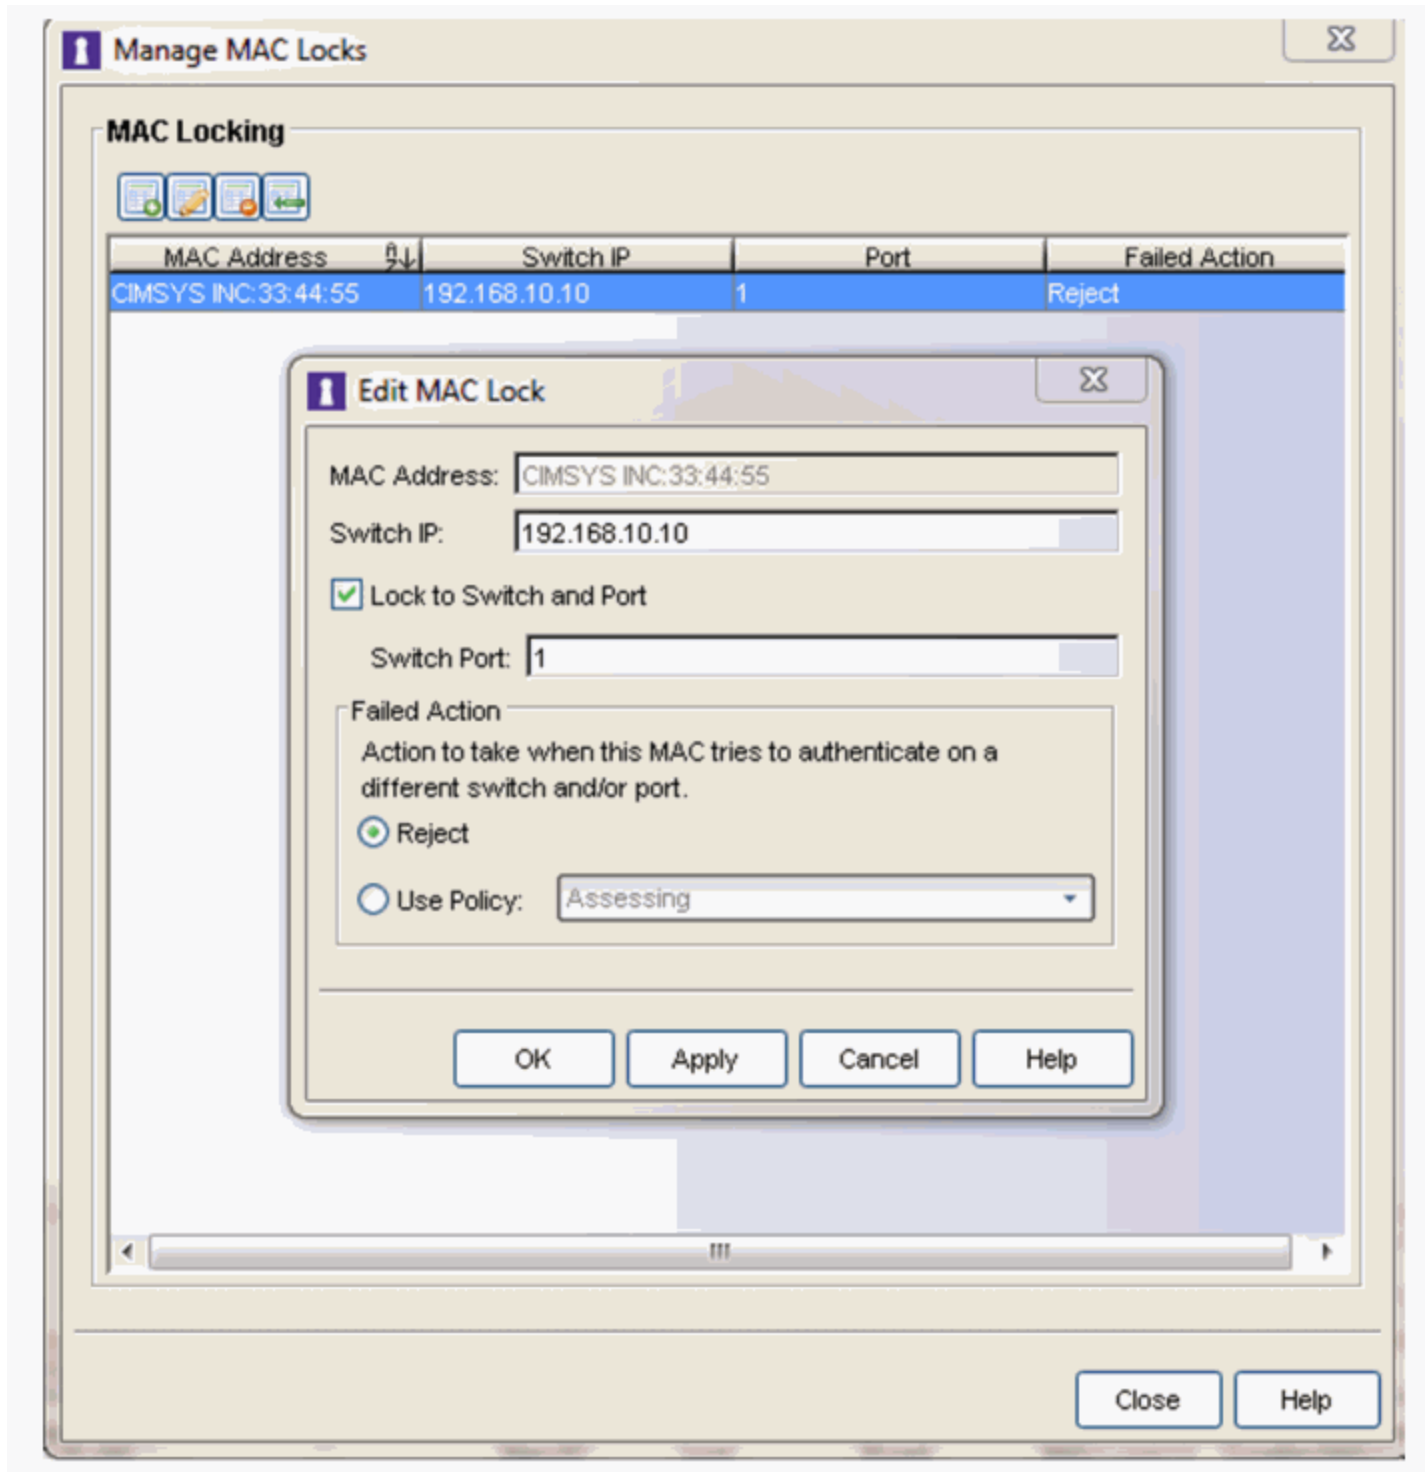 Manage MAC Locks
MAC Locking
MAC Address Switch IP Port Failed Action
CIMSYS INC:33:44:55 192.168.10.10 1 Reject
Edit MAC Lock
MAC Address: CIMSYS INC:33:44:55
Switch IP: 192.168.10.10
Lock to Switch and Port
Switch Port: 1
Failed Action
Action to take when this MAC tries to authenticate on a
different switch and/or port.
Reject
Use Policy: Assessing
OK Apply Cancel Help
Close Help